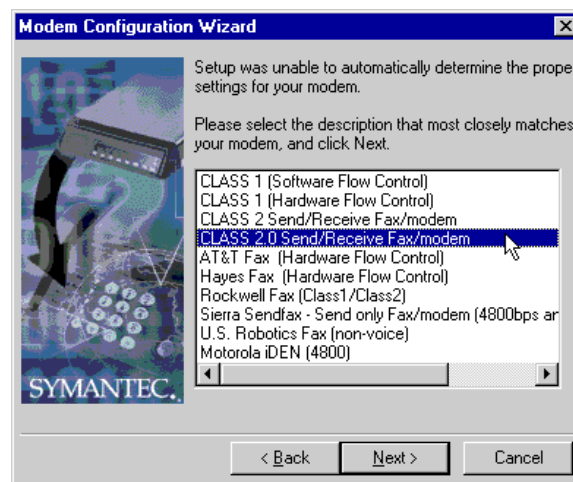 Modem Configuration Wizard
Setup was unable to automatically determine the prope
settings for your modem.
Please select the description that most closely matches
your modem, and click Next.
CLASS 1 (Software Flow Control)
CLASS 1 (Hardware Flow Control)
CLASS 2 Send/Receive Fax/modem
CLASS 2.0 Send/Receive Fax/modem
AT&T Fax (Hardware Flow Control)
Hayes Fax (Hardware Flow Control)
Rockwell Fax (Class1/Class2)
Sierra Sendfax - Send only Fax/modem (4800bps ar
U.S. Robotics Fax (non-voice)
Motorola iDEN (4800)
SYMANTEC.
< Back
Next >
Cancel